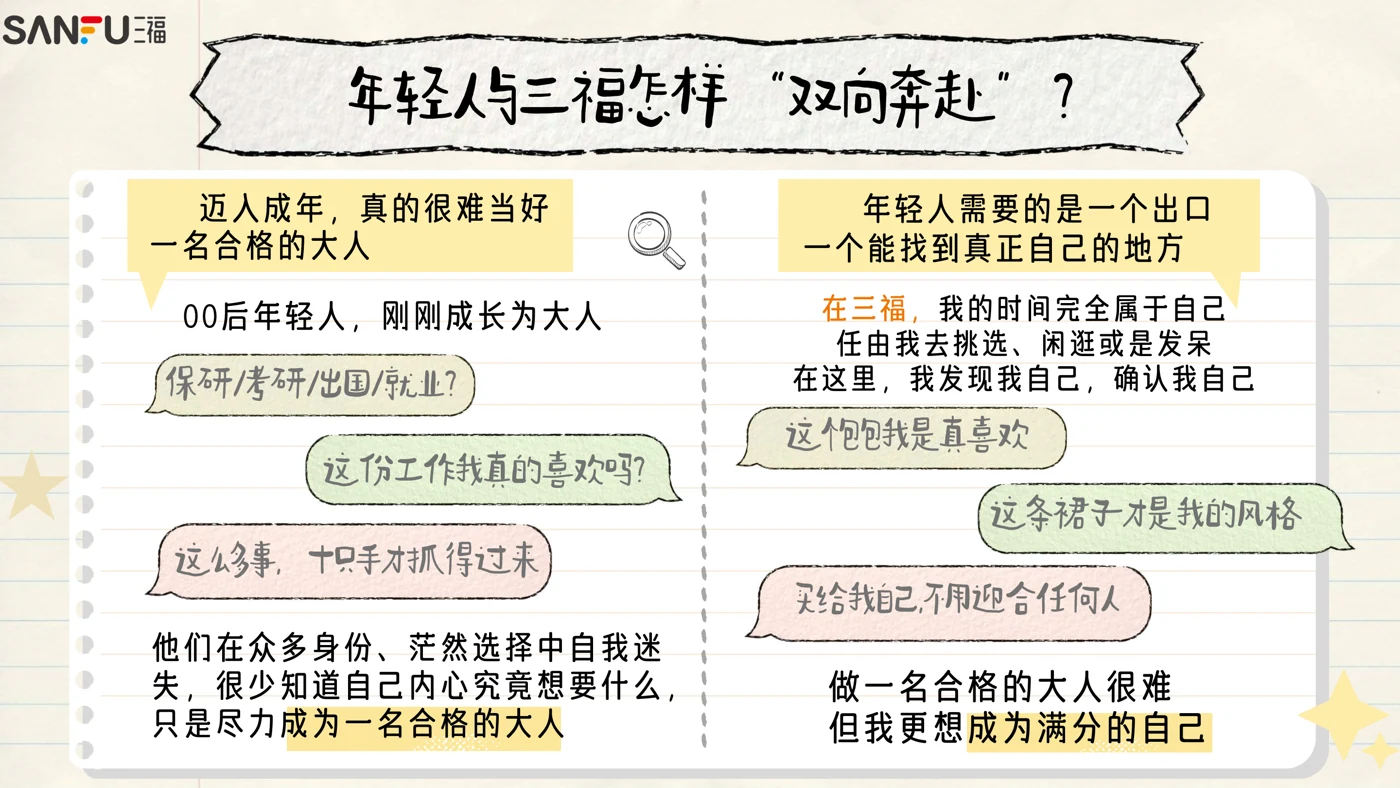 SANFU三福
年轻人与三福怎样“双向奔赴”？
迈入成年，真的很难当好
一名合格的大人
00后年轻人，刚刚成长为大人
保研/考研/出国/就业？
这份工作我真的喜欢吗？
这么多事，十只手才抓得过来
他们在众多身份、茫然选择中自我迷
失，很少知道自己内心究竟想要什么，
只是尽力成为一名合格的大人
年轻人需要的是一个出口
一个能找到真正自己的地方
在三福，我的时间完全属于自己
任由我去挑选、闲逛或是发呆
在这里，我发现我自己，确认我自己
这个包包我是真喜欢
这条裙子才是我的风格
买给我自己，不用迎合任何人
做一名合格的大人很难
但我更想成为满分的自己